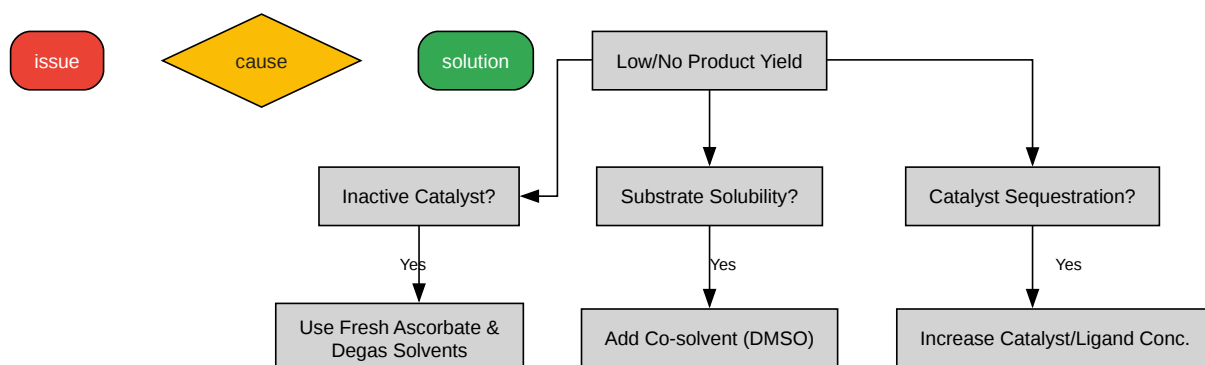 issue
cause
solution
Low/No Product Yield
Inactive Catalyst?
Substrate Solubility?
Catalyst Sequestration?
Yes
Yes
Yes
Use Fresh Ascorbate &
Degas Solvents
Add Co-solvent (DMSO)
Increase Catalyst/Ligand Conc.